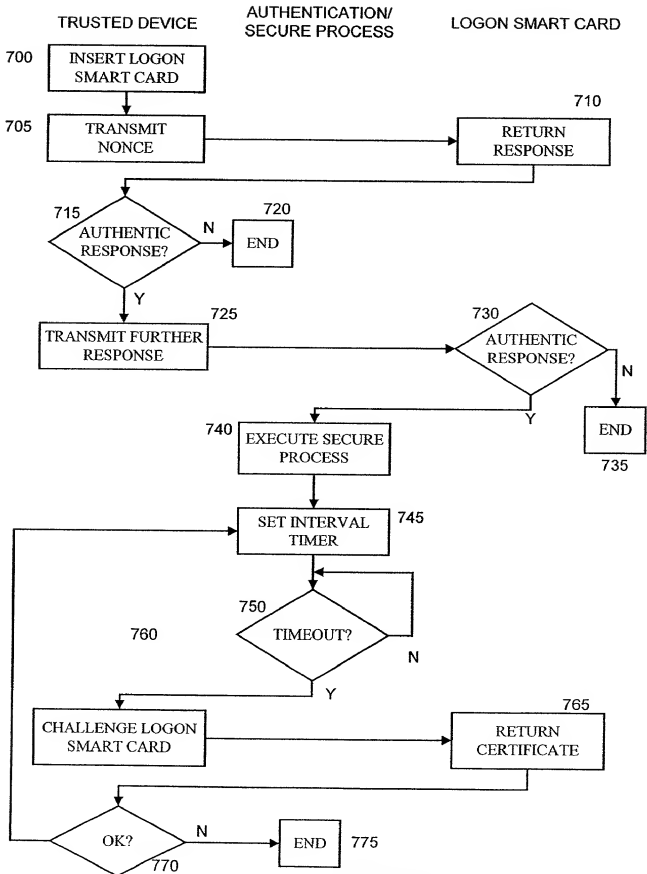 TRUSTED DEVICE
AUTHENTICATION/
SECURE PROCESS
LOGON SMART CARD
700
INSERT LOGON
SMART CARD
705
TRANSMIT
NONCE
710
RETURN
RESPONSE
715
AUTHENTIC
RESPONSE?
N
720
END
Y
725
TRANSMIT FURTHER
RESPONSE
730
AUTHENTIC
RESPONSE?
N
Y
END
735
740
EXECUTE SECURE
PROCESS
745
SET INTERVAL
TIMER
750
TIMEOUT?
N
Y
760
CHALLENGE LOGON
SMART CARD
765
RETURN
CERTIFICATE
OK?
N
770
END
775